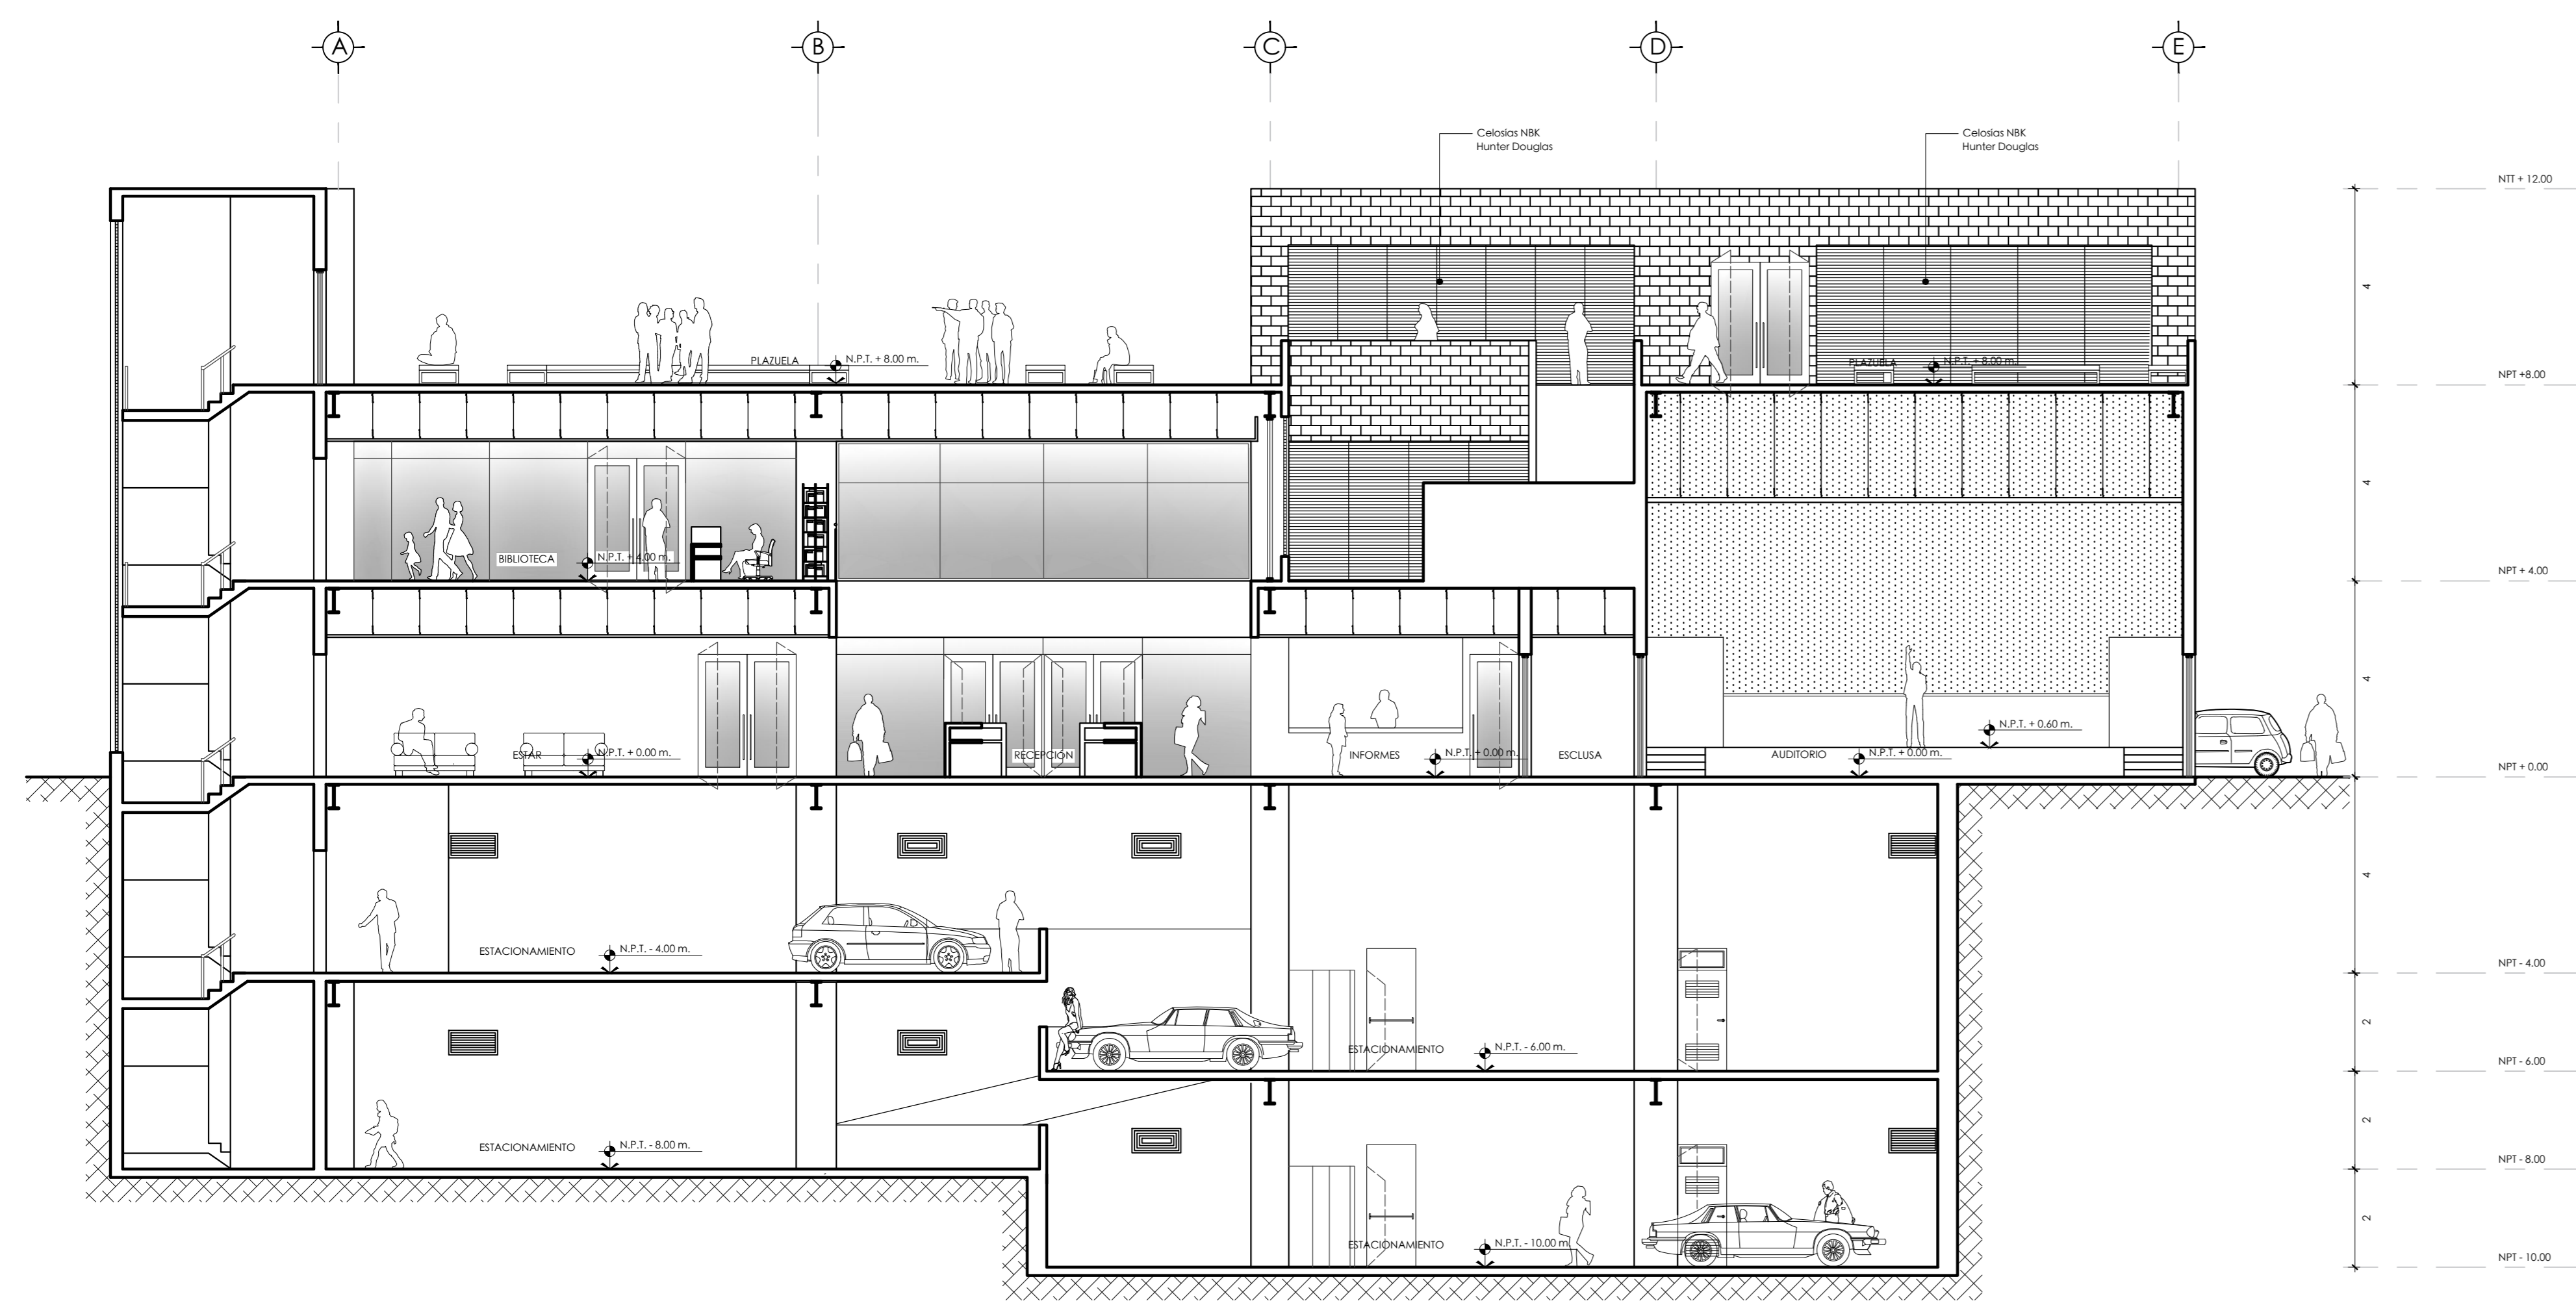 A
B
C
D
E
Celosías NBK
Hunter Douglas
Celosías NBK
Hunter Douglas
NTT + 12.00
4
PLAZUELA
N.P.T. + 8.00 m.
PLAZUELA
N.P.T. + 8.00 m.
NPT +8.00
4
BIBLIOTECA
N.P.T. + 4.00 m.
NPT + 4.00
4
ESTAR
N.P.T. + 0.00 m.
RECEPCIÓN
INFORMES
N.P.T. + 0.00 m.
ESCLUSA
N.P.T. + 0.60 m.
AUDITORIO
N.P.T. + 0.00 m.
NPT + 0.00
4
ESTACIONAMIENTO
N.P.T. - 4.00 m.
NPT - 4.00
2
ESTACIONAMIENTO
N.P.T. - 6.00 m.
NPT - 6.00
2
ESTACIONAMIENTO
N.P.T. - 8.00 m.
NPT - 8.00
2
ESTACIONAMIENTO
N.P.T. - 10.00 m.
NPT - 10.00